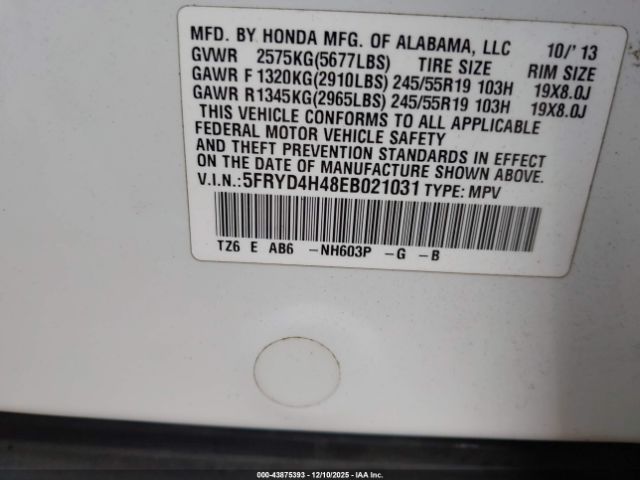 MFD. BY HONDA MFG. OF ALABAMA, LLC 10/' 13
GVWR 2575KG(5677LBS) TIRE SIZE RIM SIZE
GAWR F 1320KG(2910LBS) 245/55R19 103H 19X8.0J
GAWR R1345KG(2965LBS) 245/55R19 103H 19X8.0J
THIS VEHICLE CONFORMS TO ALL APPLICABLE
FEDERAL MOTOR VEHICLE SAFETY
AND THEFT PREVENTION STANDARDS IN EFFECT
ON THE DATE OF MANUFACTURE SHOWN ABOVE.
V.I.N.:5FRYD4H48EB021031 TYPE: MPV
TZ6 E AB6 -NH603P -G -B
000-43875393 - 12/10/2025 - IAA Inc.